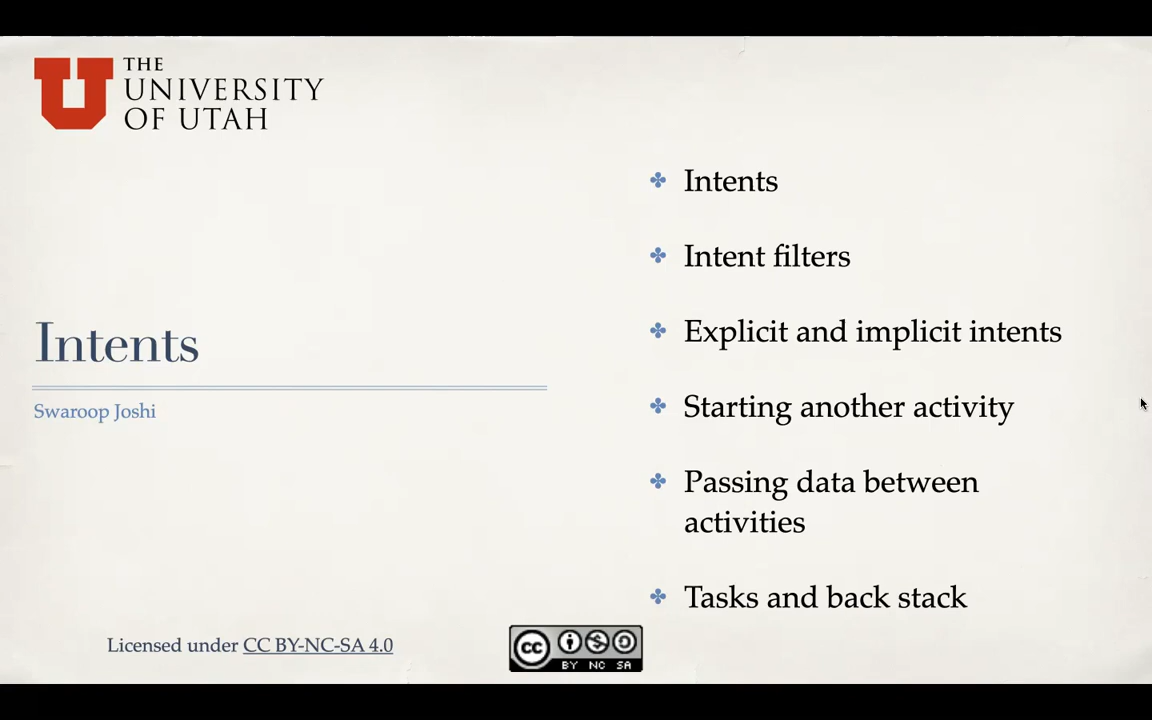 THE
UNIVERSITY
OF UTAH
Intents
Swaroop Joshi
Intents
Intent filters
Explicit and implicit intents
Starting another activity
Passing data between
activities
Tasks and back stack
Licensed under CC BY-NC-SA 4.0
cc
BY NC SA